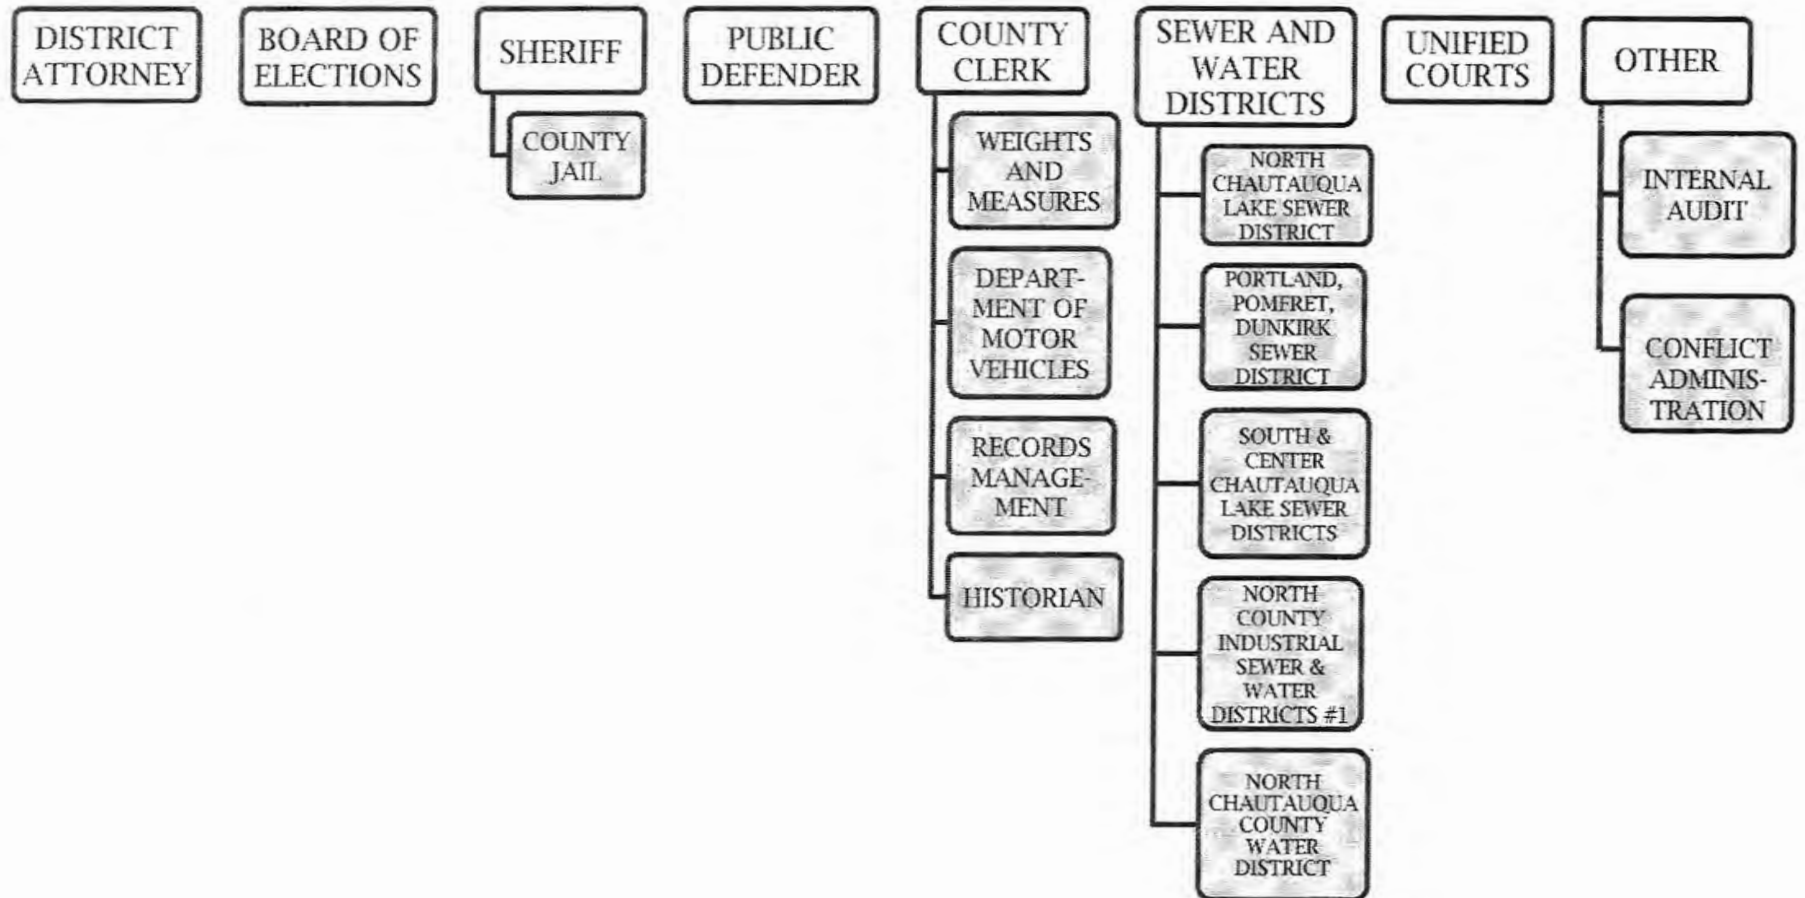 DISTRICT
ATTORNEY
BOARD OF
ELECTIONS
SHERIFF
COUNTY
JAIL
PUBLIC
DEFENDER
COUNTY
CLERK
WEIGHTS
AND
MEASURES
DEPART-
MENT OF
MOTOR
VEHICLES
RECORDS
MANAGE-
MENT
HISTORIAN
SEWER AND
WATER
DISTRICTS
NORTH
CHAUTAUQUA
LAKE SEWER
DISTRICT
PORTLAND,
POMFRET,
DUNKIRK
SEWER
DISTRICT
SOUTH &
CENTER
CHAUTAUQUA
LAKE SEWER
DISTRICTS
NORTH
COUNTY
INDUSTRIAL
SEWER &
WATER
DISTRICTS #1
NORTH
CHAUTAUQUA
COUNTY
WATER
DISTRICT
UNIFIED
COURTS
OTHER
INTERNAL
AUDIT
CONFLICT
ADMINIS-
TRATION